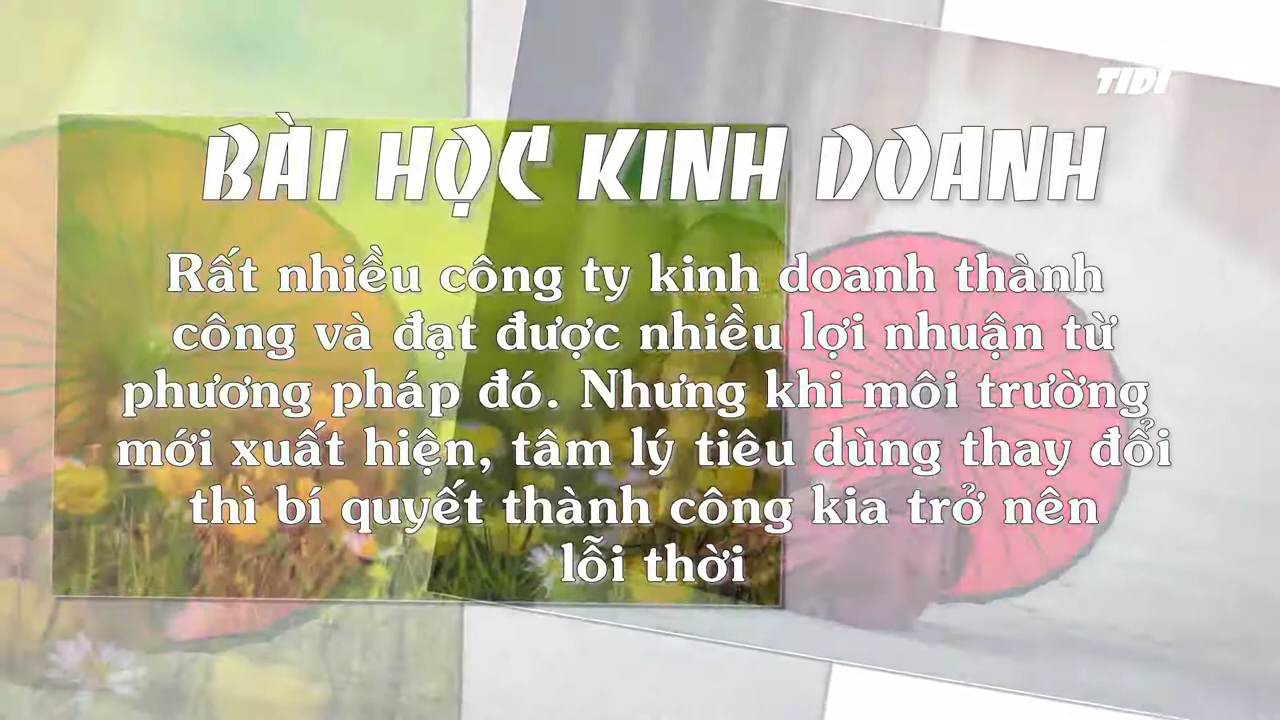 TIDI
BÀI HỌC KINH DOANH
Rất nhiều công ty kinh doanh thành
công và đạt được nhiều lợi nhuận từ
phương pháp đó. Nhưng khi môi trường
mới xuất hiện, tâm lý tiêu dùng thay đổi
thì bí quyết thành công kia trở nên
lỗi thời